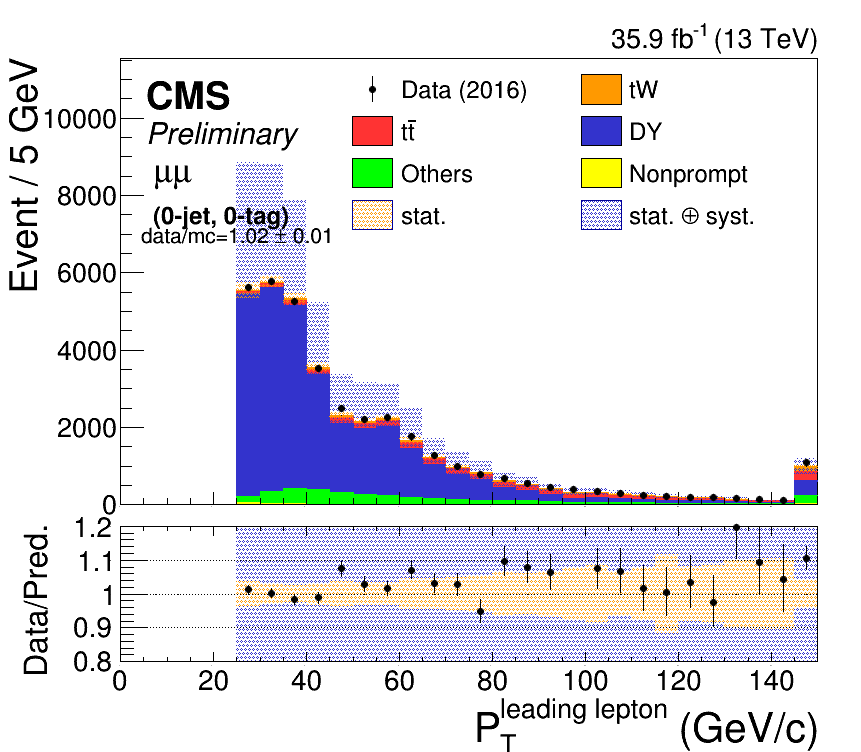 35.9 fb⁻¹ (13 TeV)
Event / 5 GeV
10000
8000
6000
4000
2000
0
CMS
Preliminary
μμ
(0-jet, 0-tag)
data/mc=1.02 ± 0.01
Data (2016)
tW
tt̄
DY
Others
Nonprompt
stat.
stat. ⊕ syst.
Data/Pred.
1.2
1.1
1
0.9
0.8
0 20 40 60 80 100 120 140
P_T^leading lepton (GeV/c)